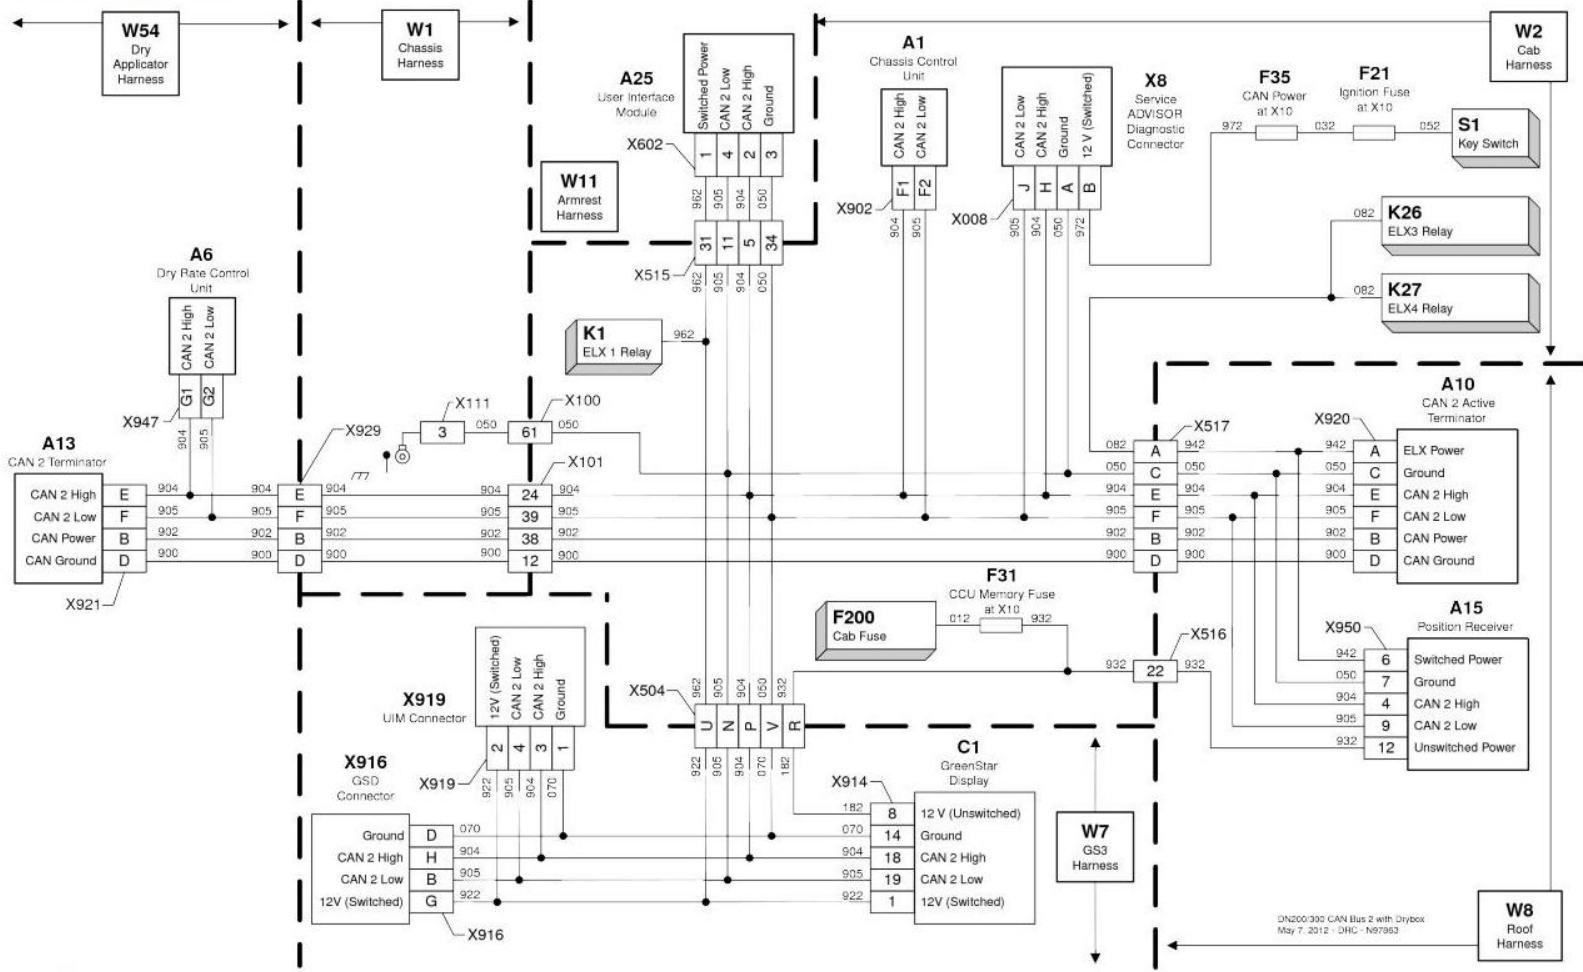 W54
Dry
Applicator
Harness
W1
Chassis
Harness
W2
Cab
Harness
A25
User Interface
Module
Switched Power
CAN 2 Low
CAN 2 High
Ground
X602
1 4 2 3
962 905 904 050
31 11 5 34
X515
962 905 904 050
W11
Armrest
Harness
A1
Chassis Control
Unit
CAN 2 High
CAN 2 Low
F1 F2
X902
904 905
X8
Service
ADVISOR
Diagnostic
Connector
CAN 2 Low
CAN 2 High
Ground
12 V (Switched)
J H A B
X008
905 904 050 972
F35
CAN Power
at X10
F21
Ignition Fuse
at X10
972 032 052
S1
Key Switch
082
K26
ELX3 Relay
082
K27
ELX4 Relay
A6
Dry Rate Control
Unit
CAN 2 High
CAN 2 Low
G1 G2
X947
904 905
K1
ELX 1 Relay
962
X111
3
050
X100
61
050
X929
X101
A13
CAN 2 Terminator
CAN 2 High E 904 904 E 904 904 24 904
CAN 2 Low F 905 905 F 905 905 39 905
CAN Power B 902 902 B 902 902 38 902
CAN Ground D 900 900 D 900 900 12 900
X921
X517
X920
A10
CAN 2 Active
Terminator
082 A 942 942 A ELX Power
050 C 050 050 C Ground
904 E 904 904 E CAN 2 High
905 F 905 905 F CAN 2 Low
902 B 902 902 B CAN Power
900 D 900 900 D CAN Ground
F31
CCU Memory Fuse
at X10
F200
Cab Fuse
012 932
X516
932 22 932
A15
Position Receiver
X950
942 6 Switched Power
050 7 Ground
904 4 CAN 2 High
905 9 CAN 2 Low
932 12 Unswitched Power
X504
962 905 904 050 932
U N P V R
922 905 904 070 182
X919
UIM Connector
12V (Switched)
CAN 2 Low
CAN 2 High
Ground
2 4 3 1
X919
922 905 904 070
X916
GSD
Connector
Ground D 070
CAN 2 High H 904
CAN 2 Low B 905
12V (Switched) G 922
X916
C1
GreenStar
Display
X914
182 8 12 V (Unswitched)
070 14 Ground
904 18 CAN 2 High
905 19 CAN 2 Low
922 1 12V (Switched)
W7
GS3
Harness
DN200/300 CAN Bus 2 with Drybox
May 7, 2012 - DRC - N97863
W8
Roof
Harness